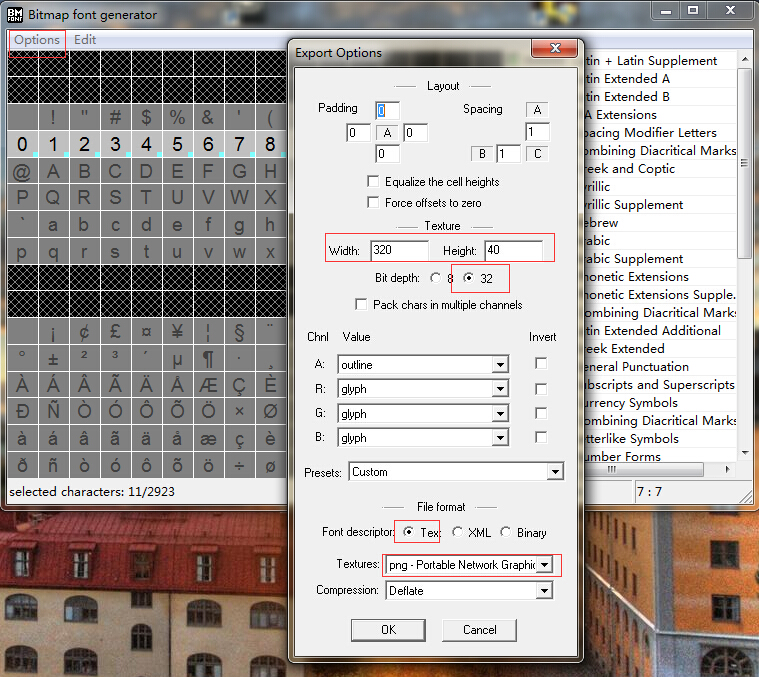 BM FONT Bitmap font generator
Options Edit
! " # $ % & ' (
0 1 2 3 4 5 6 7 8
@ A B C D E F G H
P Q R S T U V W X
` a b c d e f g h
p q r s t u v w x
¡ ¢ £ ¤ ¥ ¦ § ¨
° ± ² ³ ´ µ ¶ · ¸
À Á Â Ã Ä Å Æ Ç È
Ð Ñ Ò Ó Ô Õ Ö × Ø
à á â ã ä å æ ç è
ð ñ ò ó ô õ ö ÷ ø
selected characters: 11/2923
Export Options
Layout
Padding 0 Spacing A
0 A 0 1
0 B 1 C
Equalize the cell heights
Force offsets to zero
Texture
Width: 320 Height: 40
Bit depth: 8 32
Pack chars in multiple channels
Chnl Value Invert
A: outline
R: glyph
G: glyph
B: glyph
Presets: Custom
File format
Font descriptor: Text XML Binary
Textures: png - Portable Network Graphic
Compression: Deflate
OK Cancel
tin + Latin Supplement
tin Extended A
tin Extended B
A Extensions
acing Modifier Letters
ombining Diacritical Marks
eek and Coptic
yrillic
yrillic Supplement
ebrew
abic
abic Supplement
honetic Extensions
honetic Extensions Supple...
ombining Diacritical Marks
tin Extended Additional
eek Extended
eneral Punctuation
ubscripts and Superscripts
urrency Symbols
ombining Diacritical Marks
etterlike Symbols
umber Forms
7 : 7